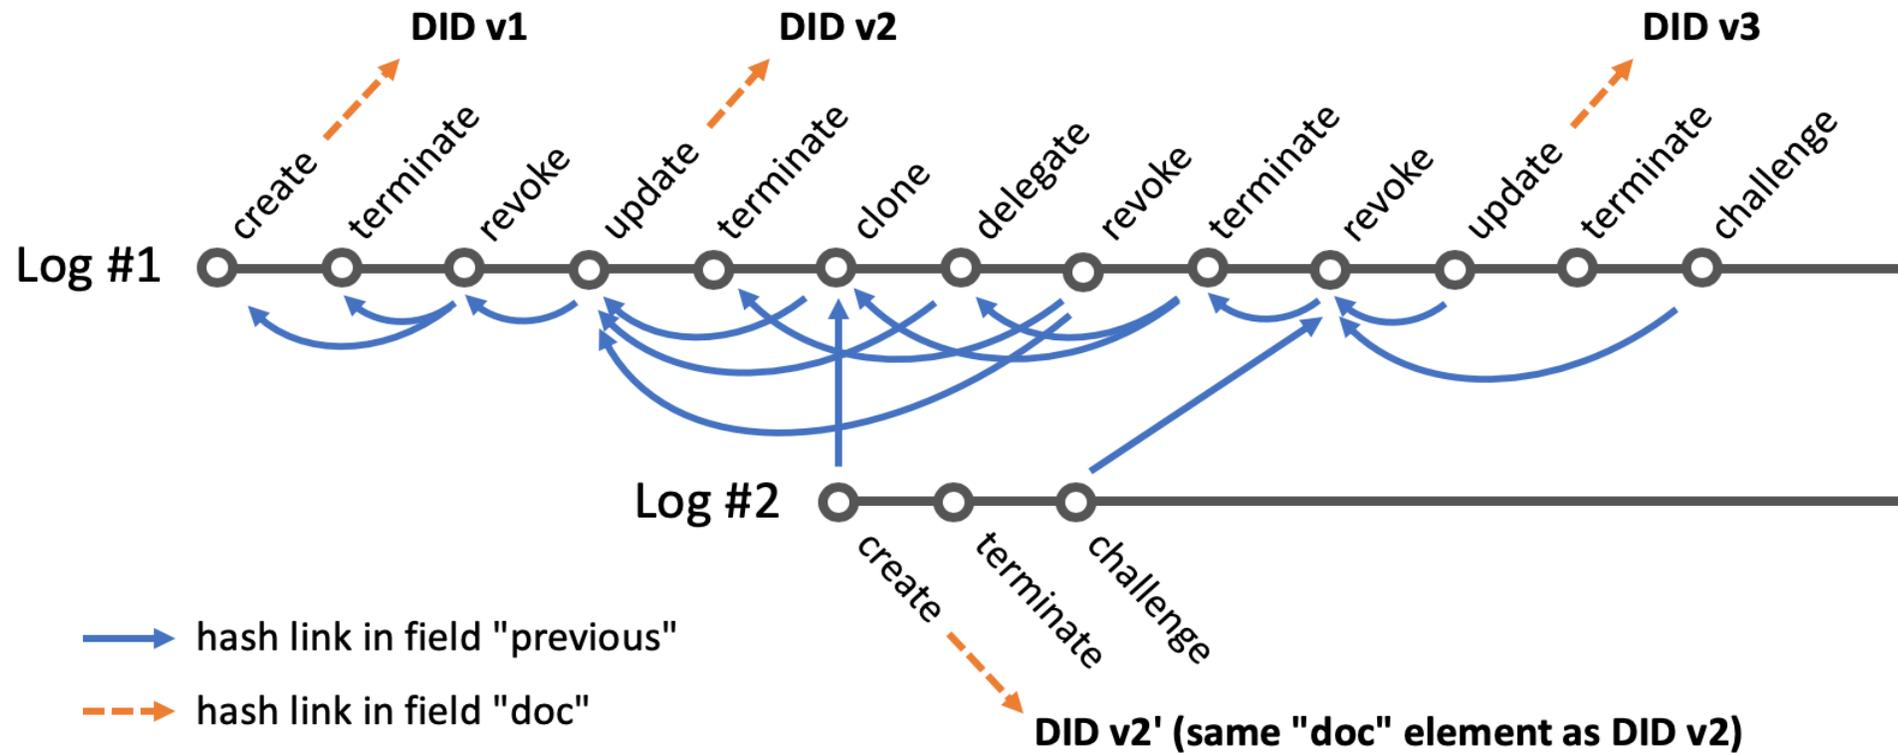 DID v1
DID v2
DID v3
create
terminate
revoke
update
terminate
clone
delegate
revoke
terminate
revoke
update
terminate
challenge
Log #1
Log #2
create
terminate
challenge
hash link in field "previous"
hash link in field "doc"
DID v2' (same "doc" element as DID v2)